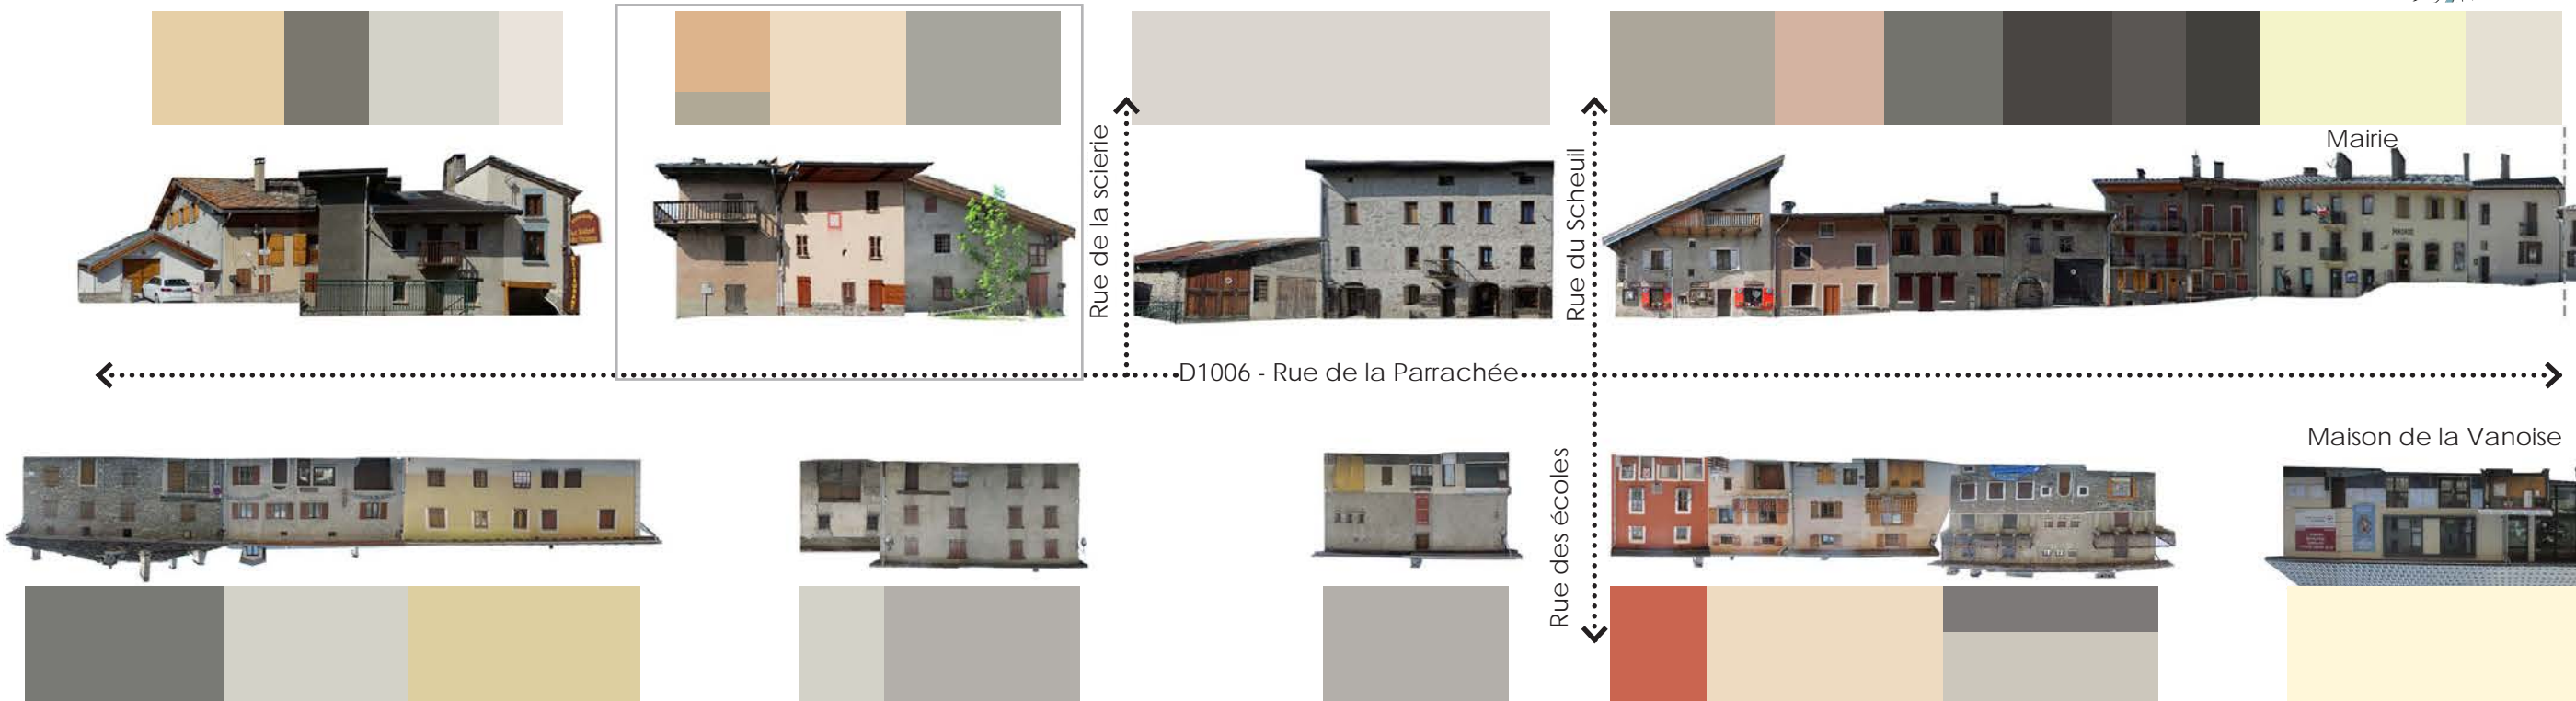 Mairie
MAIRIE
Rue de la scierie
Rue du Scheuil
D1006 - Rue de la Parrachée
Rue des écoles
Maison de la Vanoise